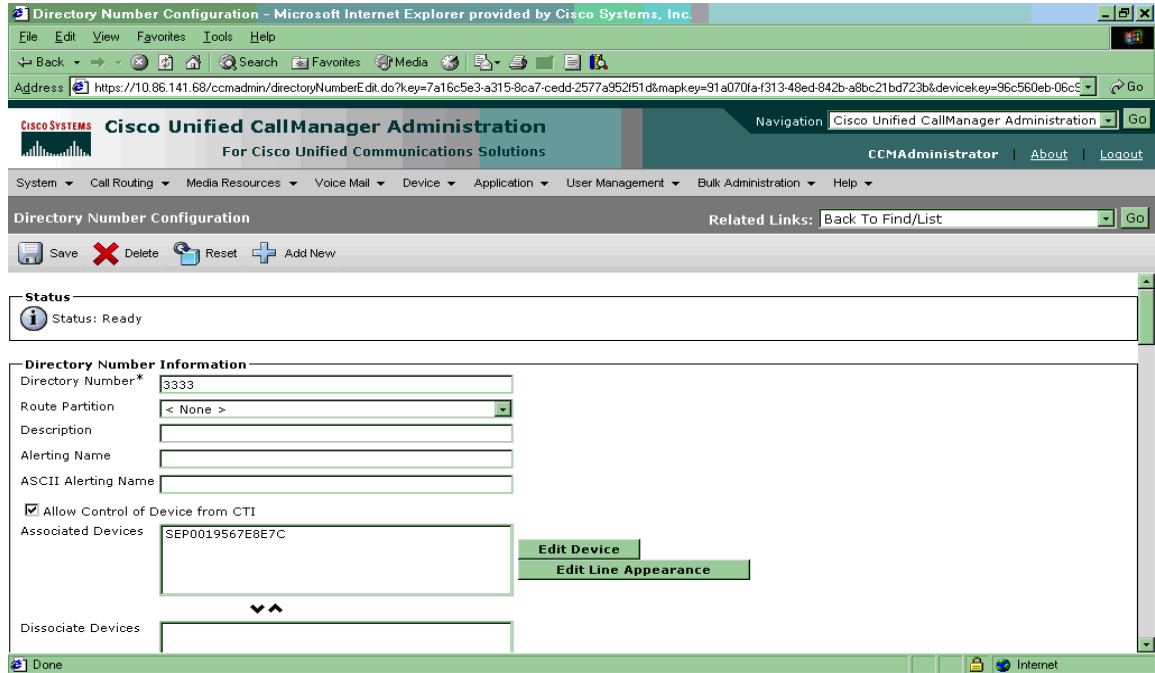 Directory Number Configuration - Microsoft Internet Explorer provided by Cisco Systems, Inc.
File Edit View Favorites Tools Help
Back Search Favorites Media
Address https://10.86.141.68/ccmadmin/directoryNumberEdit.do?key=7a16c5e3-a315-8ca7-cedd-2577a952f51d&mapkey=91a070fa-f313-48ed-842b-a8bc21bd723b&devicekey=96c560eb-06c9 Go
CISCO SYSTEMS Cisco Unified CallManager Administration Navigation Cisco Unified CallManager Administration Go
For Cisco Unified Communications Solutions CCMAdministrator | About | Logout
System Call Routing Media Resources Voice Mail Device Application User Management Bulk Administration Help
Directory Number Configuration Related Links: Back To Find/List Go
Save Delete Reset Add New
Status
i Status: Ready
Directory Number Information
Directory Number* 3333
Route Partition < None >
Description
Alerting Name
ASCII Alerting Name
Allow Control of Device from CTI
Associated Devices SEP0019567E8E7C
Edit Device
Edit Line Appearance
Dissociate Devices
Done Internet